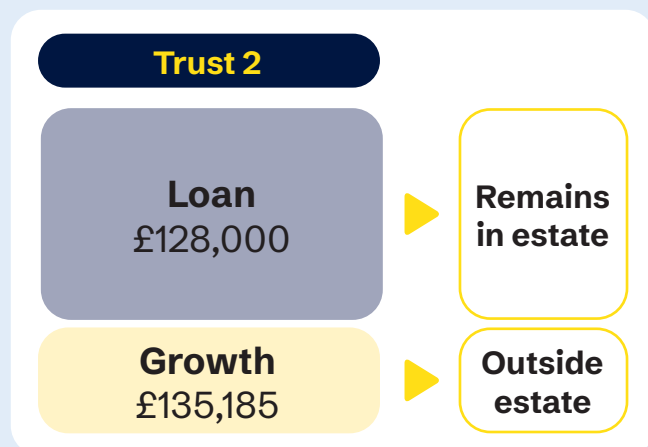 Trust 2
Loan
£128,000
Remains
in estate
Growth
£135,185
Outside
estate